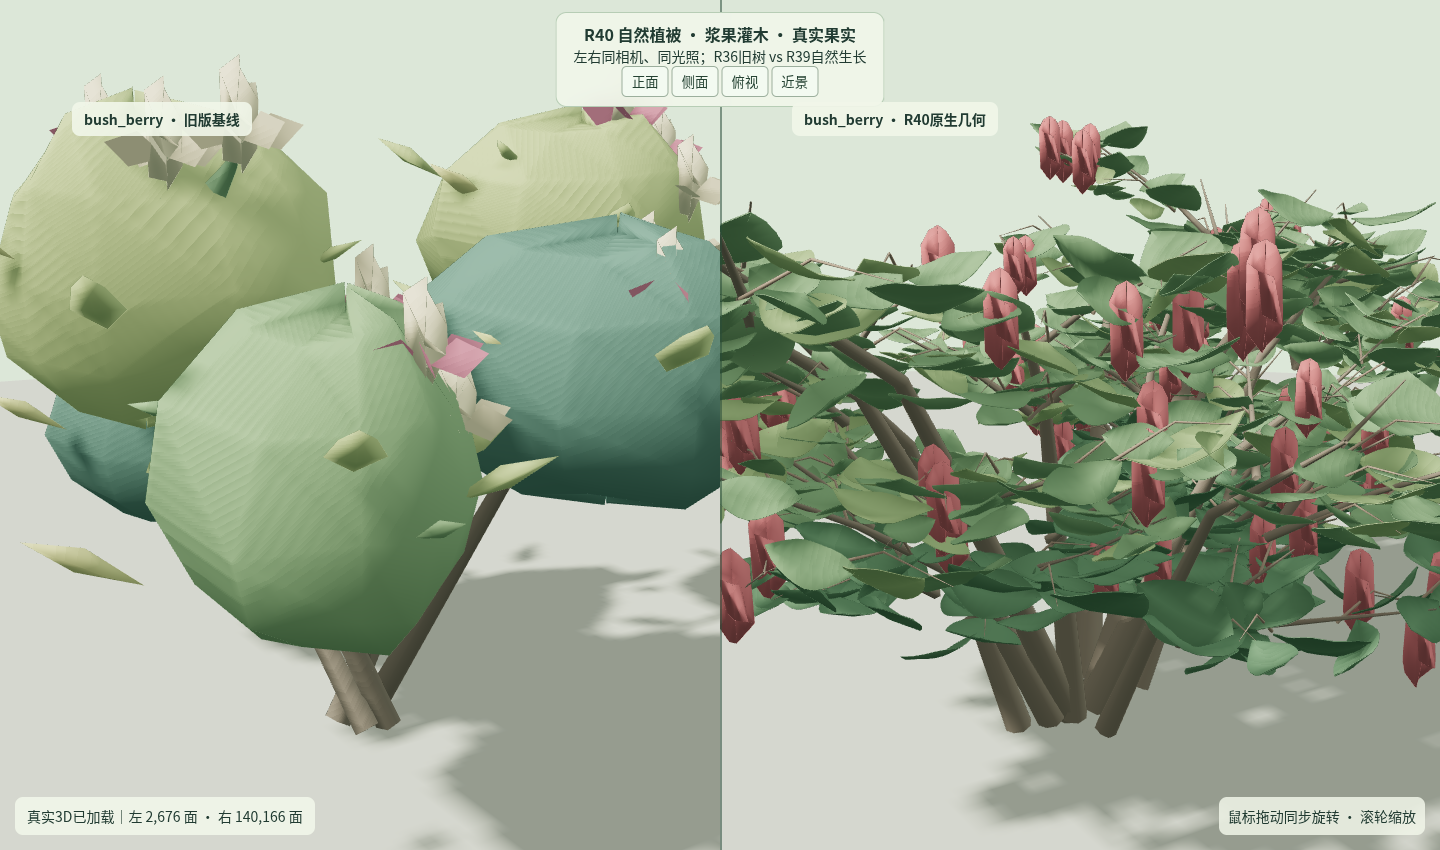 R40 自然植被 · 浆果灌木 · 真实果实
左右同相机、同光照；R36旧树 vs R39自然生长
正面 侧面 俯视 近景
bush_berry · 旧版基线
bush_berry · R40原生几何
真实3D已加载｜左 2,676 面 · 右 140,166 面
鼠标拖动同步旋转 · 滚轮缩放